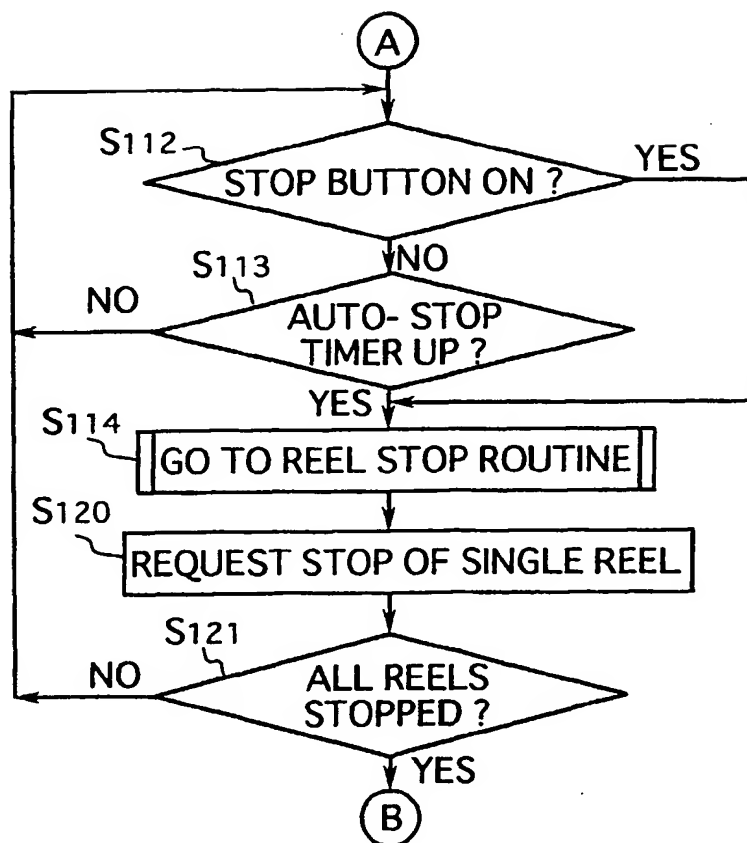 A
S112
STOP BUTTON ON ?
YES
NO
S113
NO
AUTO- STOP
TIMER UP ?
YES
S114
GO TO REEL STOP ROUTINE
S120
REQUEST STOP OF SINGLE REEL
S121
NO
ALL REELS
STOPPED ?
YES
B